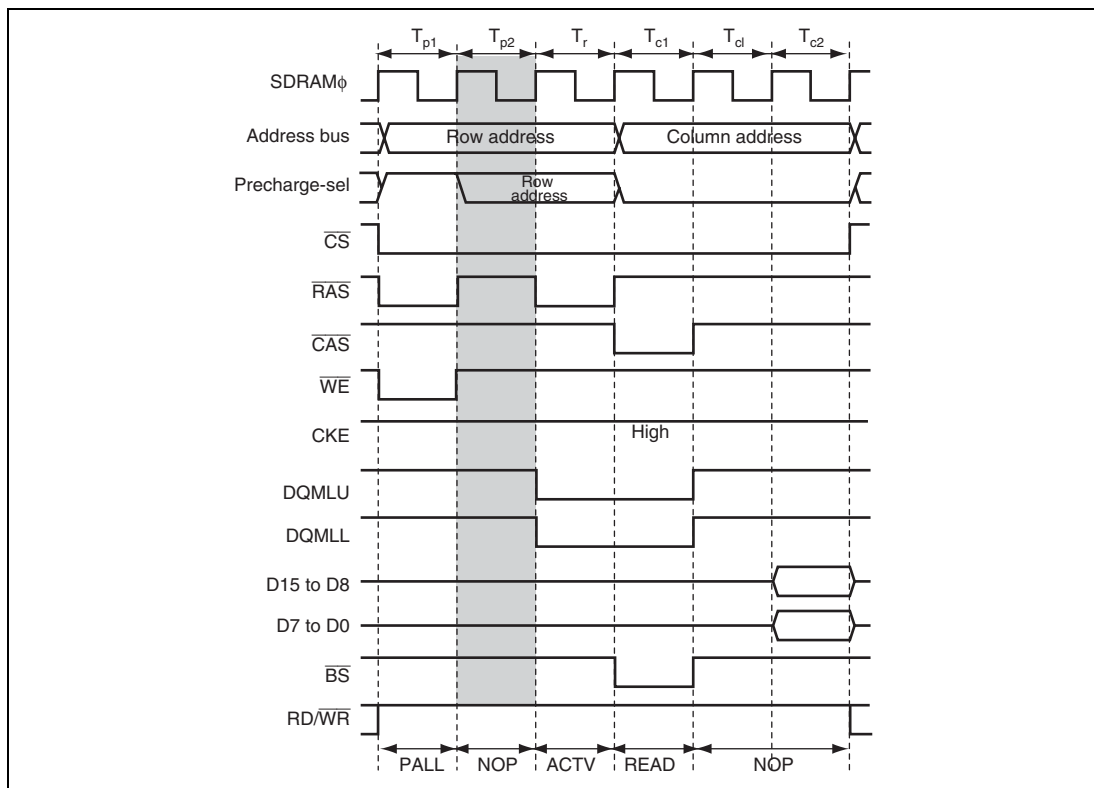 Tp1 Tp2 Tr Tc1 Tcl Tc2
SDRAMϕ
Address bus Row address Column address
Precharge-sel Row
address
CS
RAS
CAS
WE
CKE High
DQMLU
DQMLL
D15 to D8
D7 to D0
BS
RD/WR
PALL NOP ACTV READ NOP